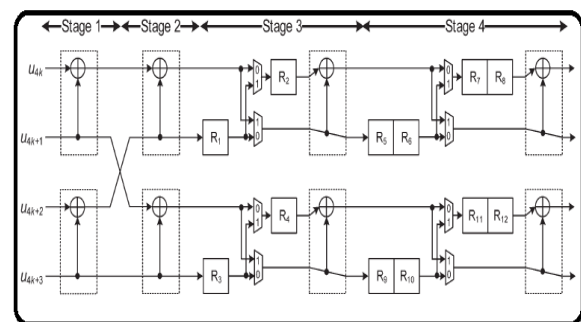 Stage 1 Stage 2 Stage 3 Stage 4
u4k 0 1 R2 0 1 R7 R8
u4k+1 R1 1 0 R5 R6 1 0
u4k+2 0 1 R4 0 1 R11 R12
u4k+3 R3 1 0 R9 R10 1 0